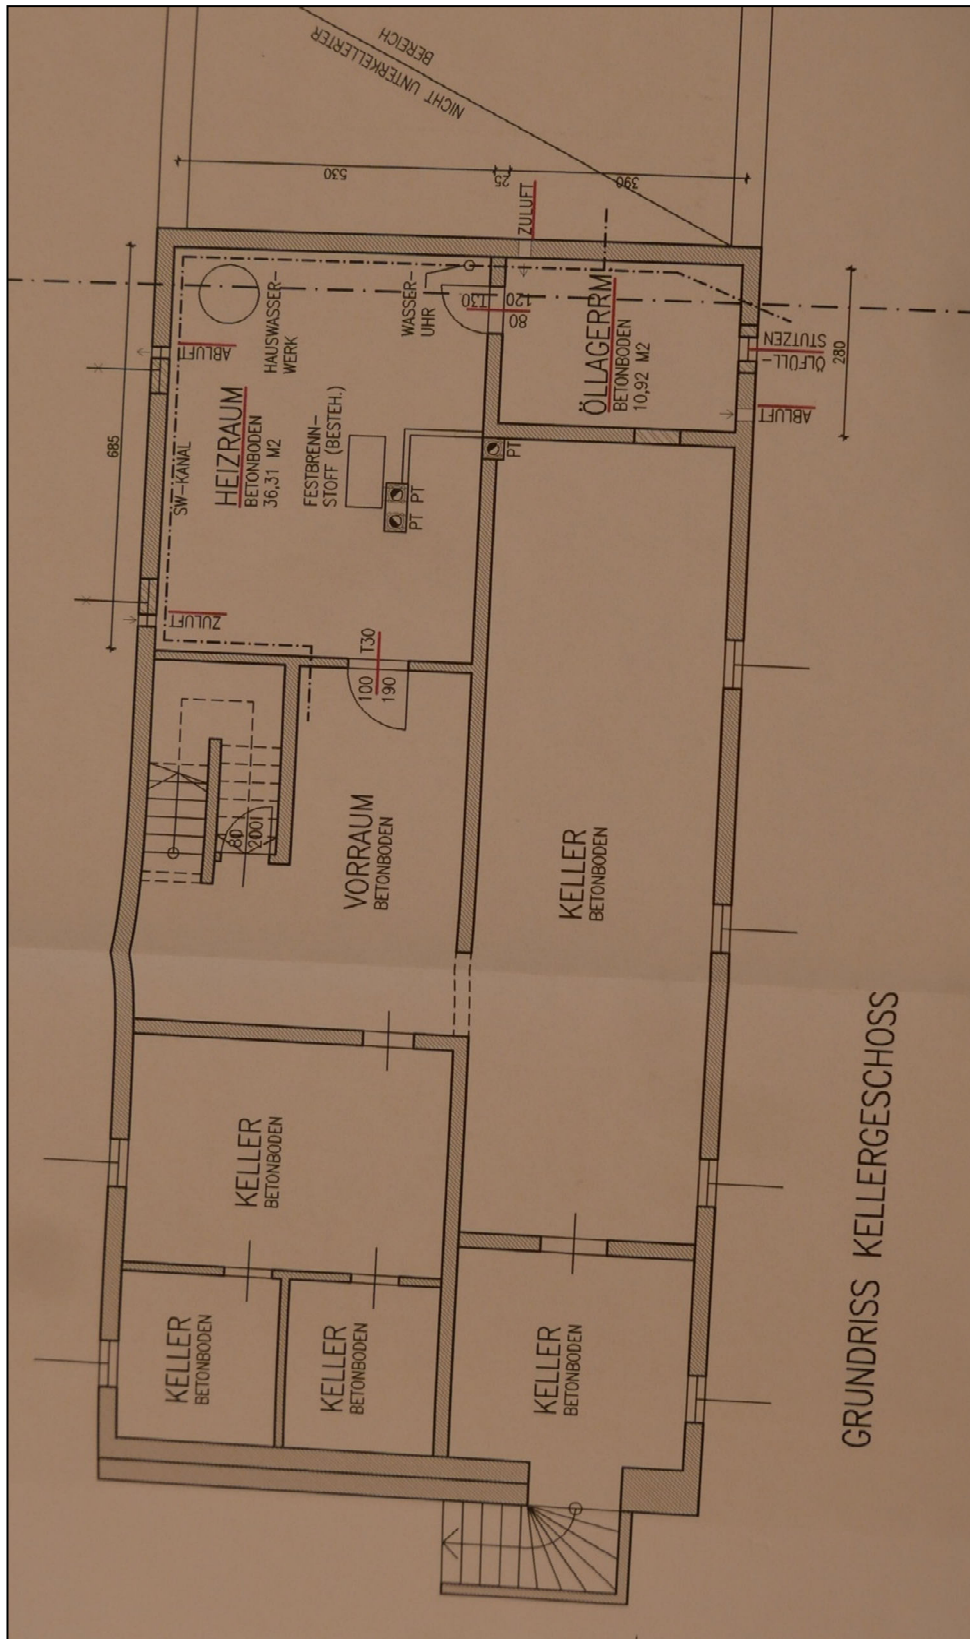 NICHT UNTERKELLERTER
BEREICH
530
25
390
ZULUFT
685
ABLUFT
HAUSWASSER-
WERK
WASSER-
UHR
T30
80
120
ÖLLAGERRM
BETONBODEN
10,92 M2
ÖLFÜLL-
STUTZEN
280
ABLUFT
SW-KANAL
HEIZRAUM
BETONBODEN
36,31 M2
FESTBRENN-
STOFF (BESTEH.)
PT
PT
PT
ZULUFT
100
T30
190
80
200
VORRAUM
BETONBODEN
KELLER
BETONBODEN
KELLER
BETONBODEN
KELLER
BETONBODEN
KELLER
BETONBODEN
KELLER
BETONBODEN
GRUNDRISS KELLERGESCHOSS